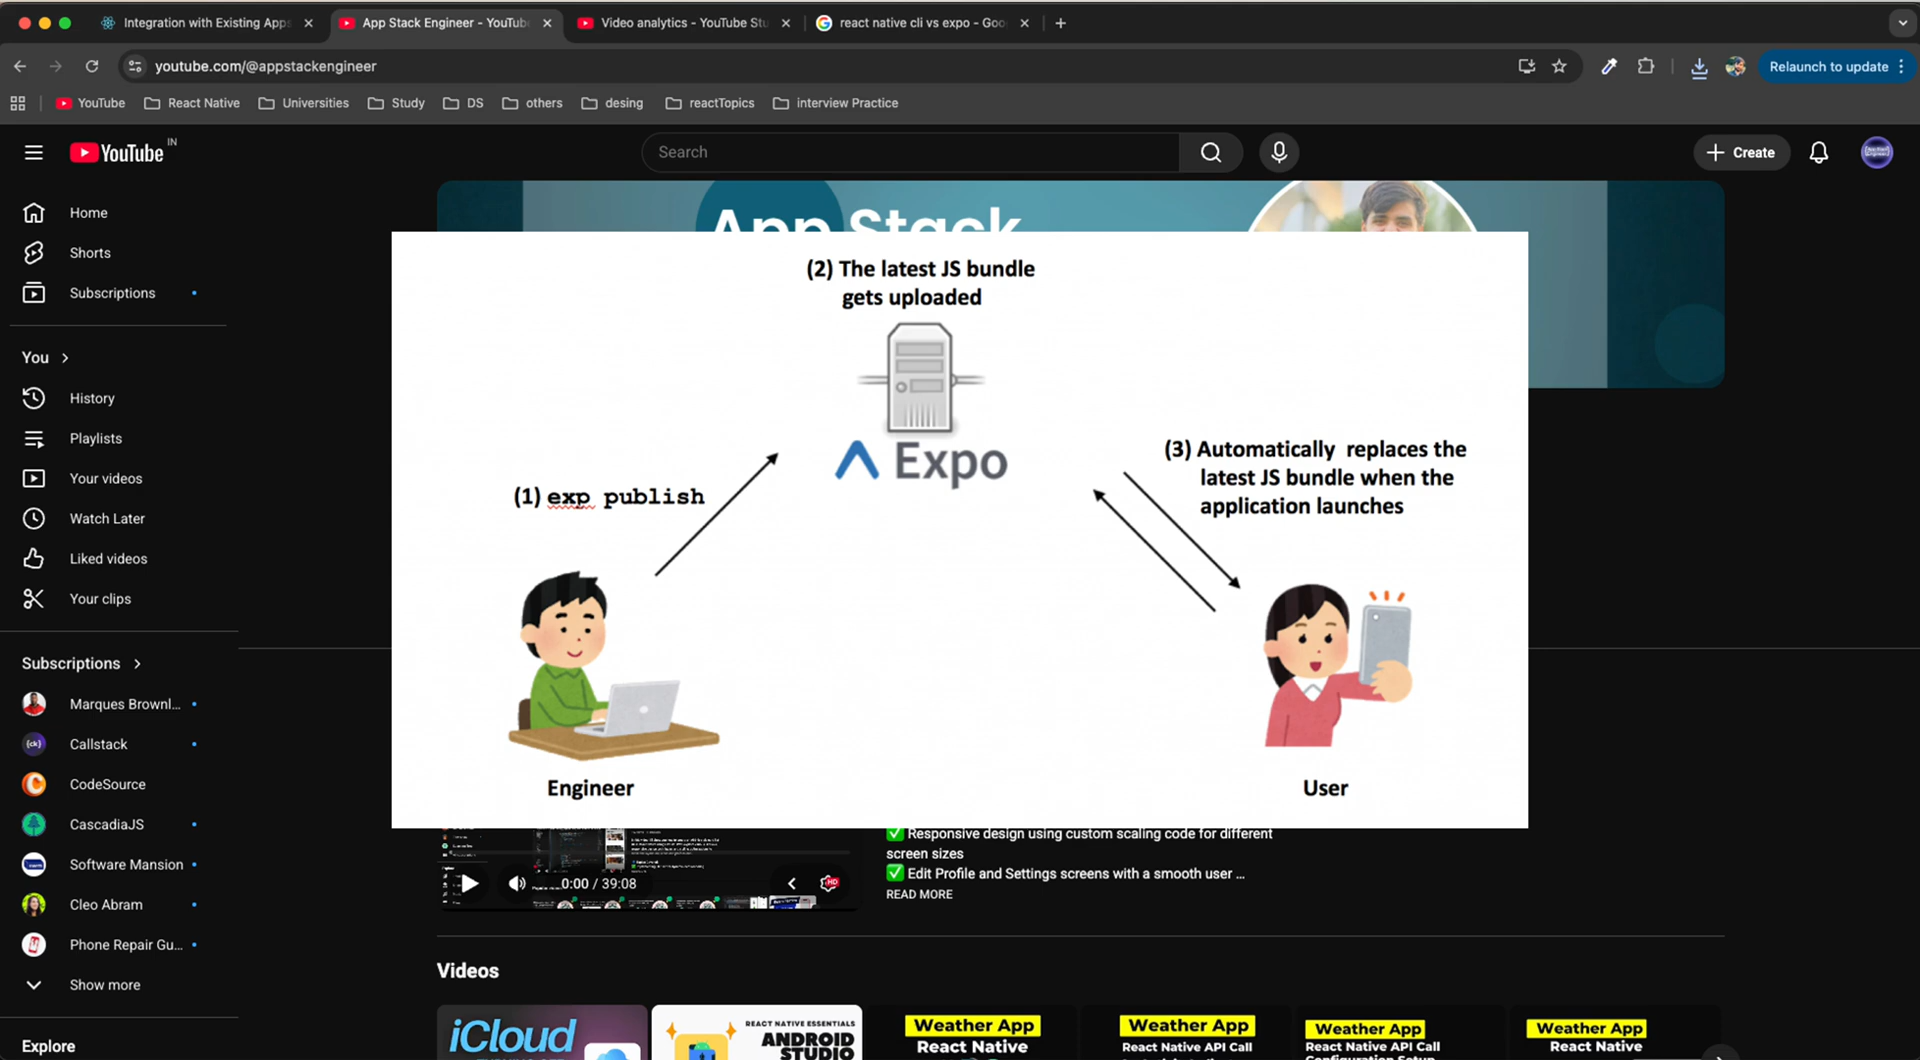 Integration with Existing Apps
App Stack Engineer - YouTube
Video analytics - YouTube Stu
react native cli vs expo - Goo
youtube.com/@appstackengineer
Relaunch to update
YouTube
React Native
Universities
Study
DS
others
desing
reactTopics
interview Practice
YouTube IN
Search
Create
Home
Shorts
Subscriptions
You
History
Playlists
Your videos
Watch Later
Liked videos
Your clips
Subscriptions
Marques Brownl...
Callstack
CodeSource
CascadiaJS
Software Mansion
Cleo Abram
Phone Repair Gu...
Show more
Explore
App Stack
(2) The latest JS bundle
gets uploaded
Expo
(1) exp publish
(3) Automatically replaces the
latest JS bundle when the
application launches
Engineer
User
0:00 / 39:08
HD
✅ Responsive design using custom scaling code for different
screen sizes
✅ Edit Profile and Settings screens with a smooth user ...
READ MORE
Videos
iCloud
REACT NATIVE ESSENTIALS
ANDROID
STUDIO
Weather App
React Native
Weather App
React Native
Weather App
React Native API Call
Configuration Setup
Weather App
React Native